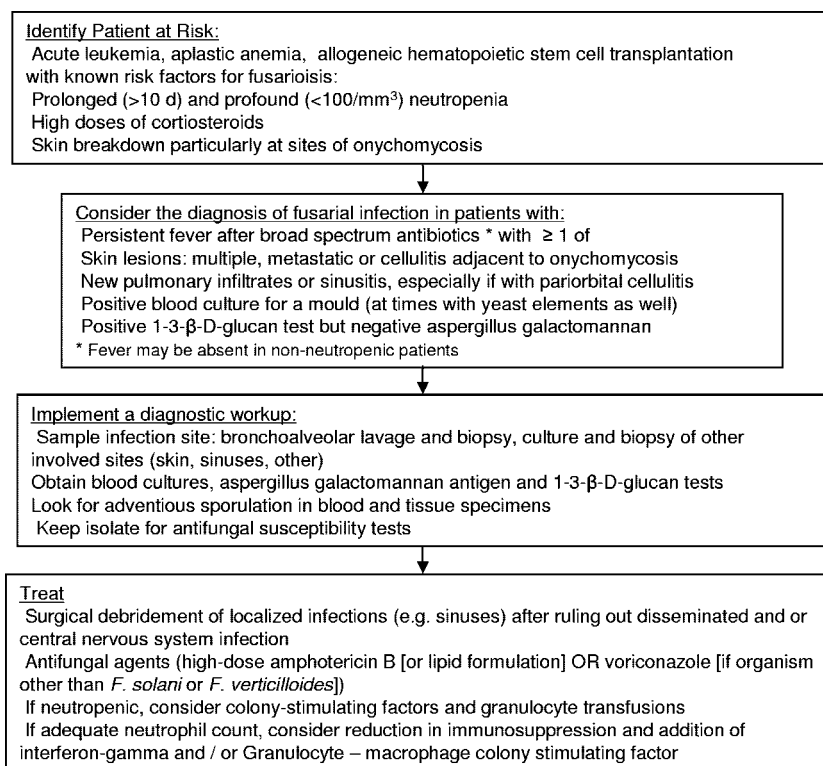 Identify Patient at Risk:
Acute leukemia, aplastic anemia, allogeneic hematopoietic stem cell transplantation
with known risk factors for fusarioisis:
Prolonged (>10 d) and profound (<100/mm³) neutropenia
High doses of cortiosteroids
Skin breakdown particularly at sites of onychomycosis
Consider the diagnosis of fusarial infection in patients with:
Persistent fever after broad spectrum antibiotics * with ≥ 1 of
Skin lesions: multiple, metastatic or cellulitis adjacent to onychomycosis
New pulmonary infiltrates or sinusitis, especially if with pariorbital cellulitis
Positive blood culture for a mould (at times with yeast elements as well)
Positive 1-3-β-D-glucan test but negative aspergillus galactomannan
* Fever may be absent in non-neutropenic patients
Implement a diagnostic workup:
Sample infection site: bronchoalveolar lavage and biopsy, culture and biopsy of other
involved sites (skin, sinuses, other)
Obtain blood cultures, aspergillus galactomannan antigen and 1-3-β-D-glucan tests
Look for adventious sporulation in blood and tissue specimens
Keep isolate for antifungal susceptibility tests
Treat
Surgical debridement of localized infections (e.g. sinuses) after ruling out disseminated and or
central nervous system infection
Antifungal agents (high-dose amphotericin B [or lipid formulation] OR voriconazole [if organism
other than F. solani or F. verticilloides])
If neutropenic, consider colony-stimulating factors and granulocyte transfusions
If adequate neutrophil count, consider reduction in immunosuppression and addition of
interferon-gamma and / or Granulocyte – macrophage colony stimulating factor